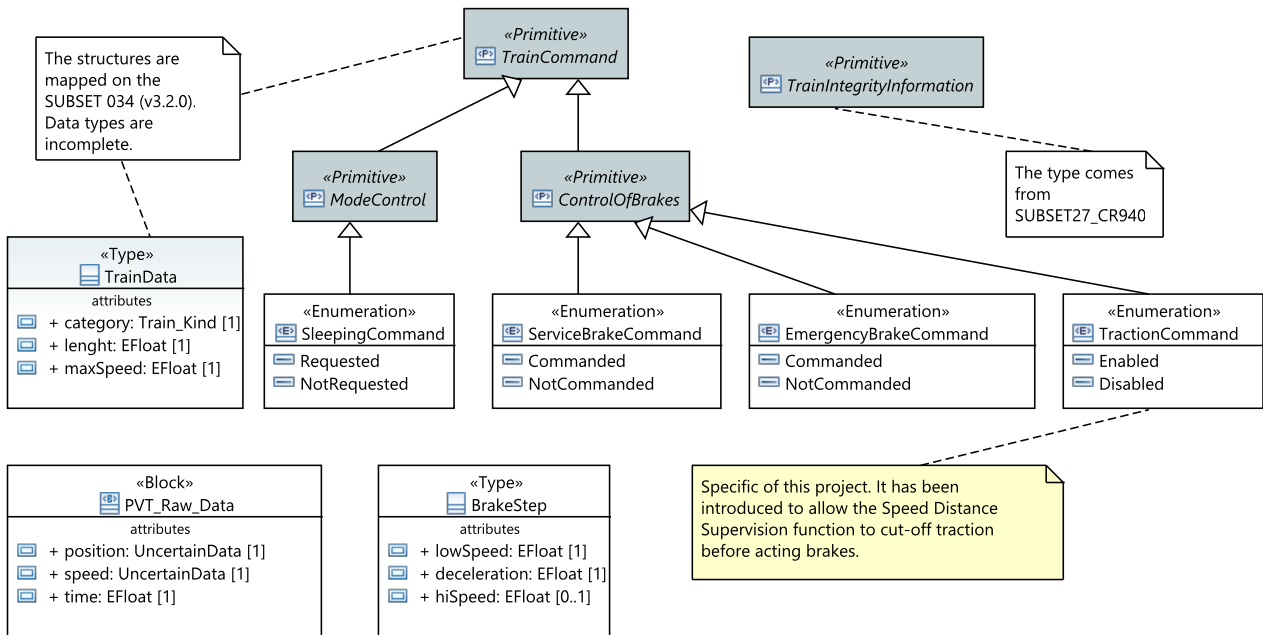 «Primitive»
TrainCommand
The structures are
mapped on the
SUBSET 034 (v3.2.0).
Data types are
incomplete.
«Primitive»
TrainIntegrityInformation
The type comes
from
SUBSET27_CR940
«Primitive»
ModeControl
«Primitive»
ControlOfBrakes
«Type»
TrainData
attributes
+ category: Train_Kind [1]
+ lenght: EFloat [1]
+ maxSpeed: EFloat [1]
«Enumeration»
SleepingCommand
Requested
NotRequested
«Enumeration»
ServiceBrakeCommand
Commanded
NotCommanded
«Enumeration»
EmergencyBrakeCommand
Commanded
NotCommanded
«Enumeration»
TractionCommand
Enabled
Disabled
«Block»
PVT_Raw_Data
attributes
+ position: UncertainData [1]
+ speed: UncertainData [1]
+ time: EFloat [1]
«Type»
BrakeStep
attributes
+ lowSpeed: EFloat [1]
+ deceleration: EFloat [1]
+ hiSpeed: EFloat [0..1]
Specific of this project. It has been
introduced to allow the Speed Distance
Supervision function to cut-off traction
before acting brakes.